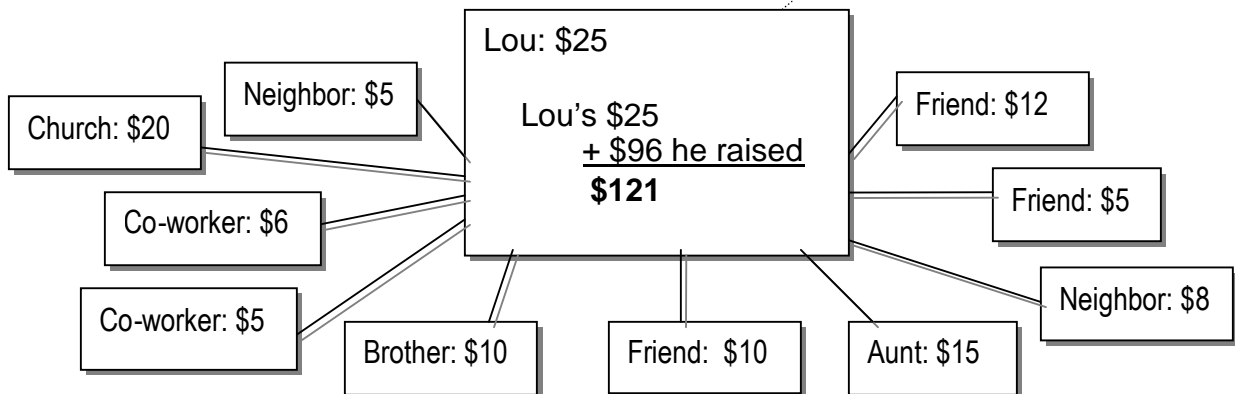 Lou: $25
Lou's $25
+ $96 he raised
$121
Neighbor: $5
Church: $20
Co-worker: $6
Co-worker: $5
Brother: $10
Friend: $10
Aunt: $15
Neighbor: $8
Friend: $5
Friend: $12